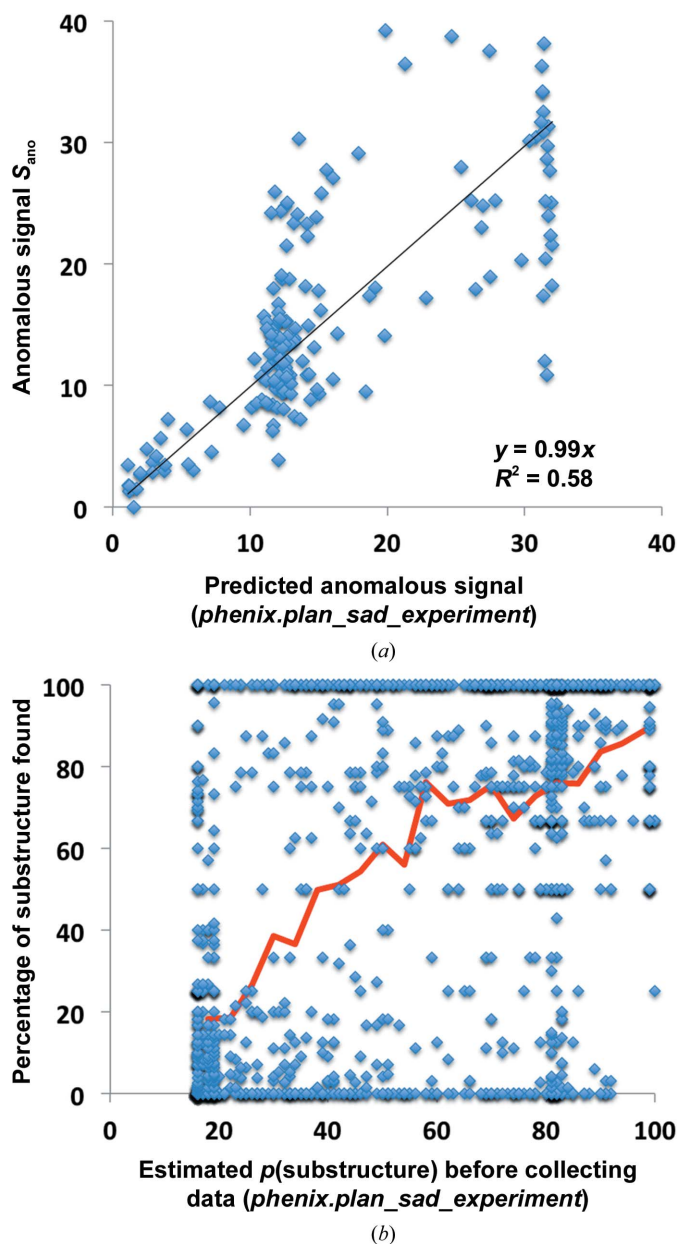 40
30
20
10
0
Anomalous signal Sano
y = 0.99x
R² = 0.58
0 10 20 30 40
Predicted anomalous signal
(phenix.plan_sad_experiment)
(a)
100
80
60
40
20
0
Percentage of substructure found
0 20 40 60 80 100
Estimated p(substructure) before collecting
data (phenix.plan_sad_experiment)
(b)